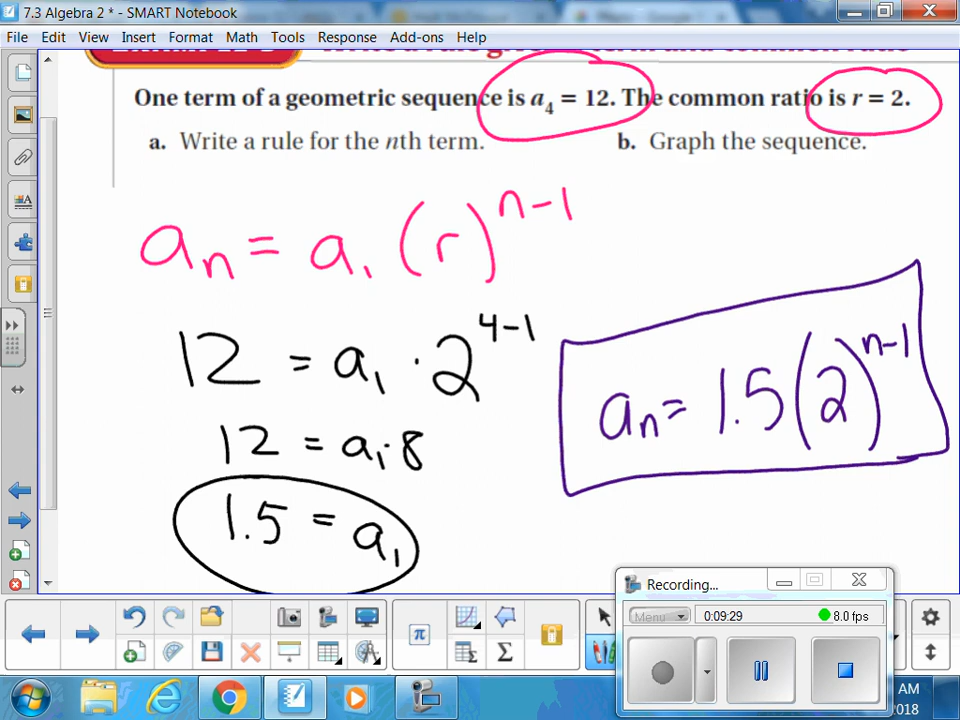 7.3 Algebra 2 * - SMART Notebook
File Edit View Insert Format Math Tools Response Add-ons Help
One term of a geometric sequence is a₄ = 12. The common ratio is r = 2.
a. Write a rule for the nth term. b. Graph the sequence.
aₙ = a₁ (r)ⁿ⁻¹
12 = a₁ · 2⁴⁻¹
12 = a₁ · 8
1.5 = a₁
aₙ = 1.5 (2)ⁿ⁻¹
Recording...
Menu 0:09:29 8.0 fps
π Σ
AM
2018